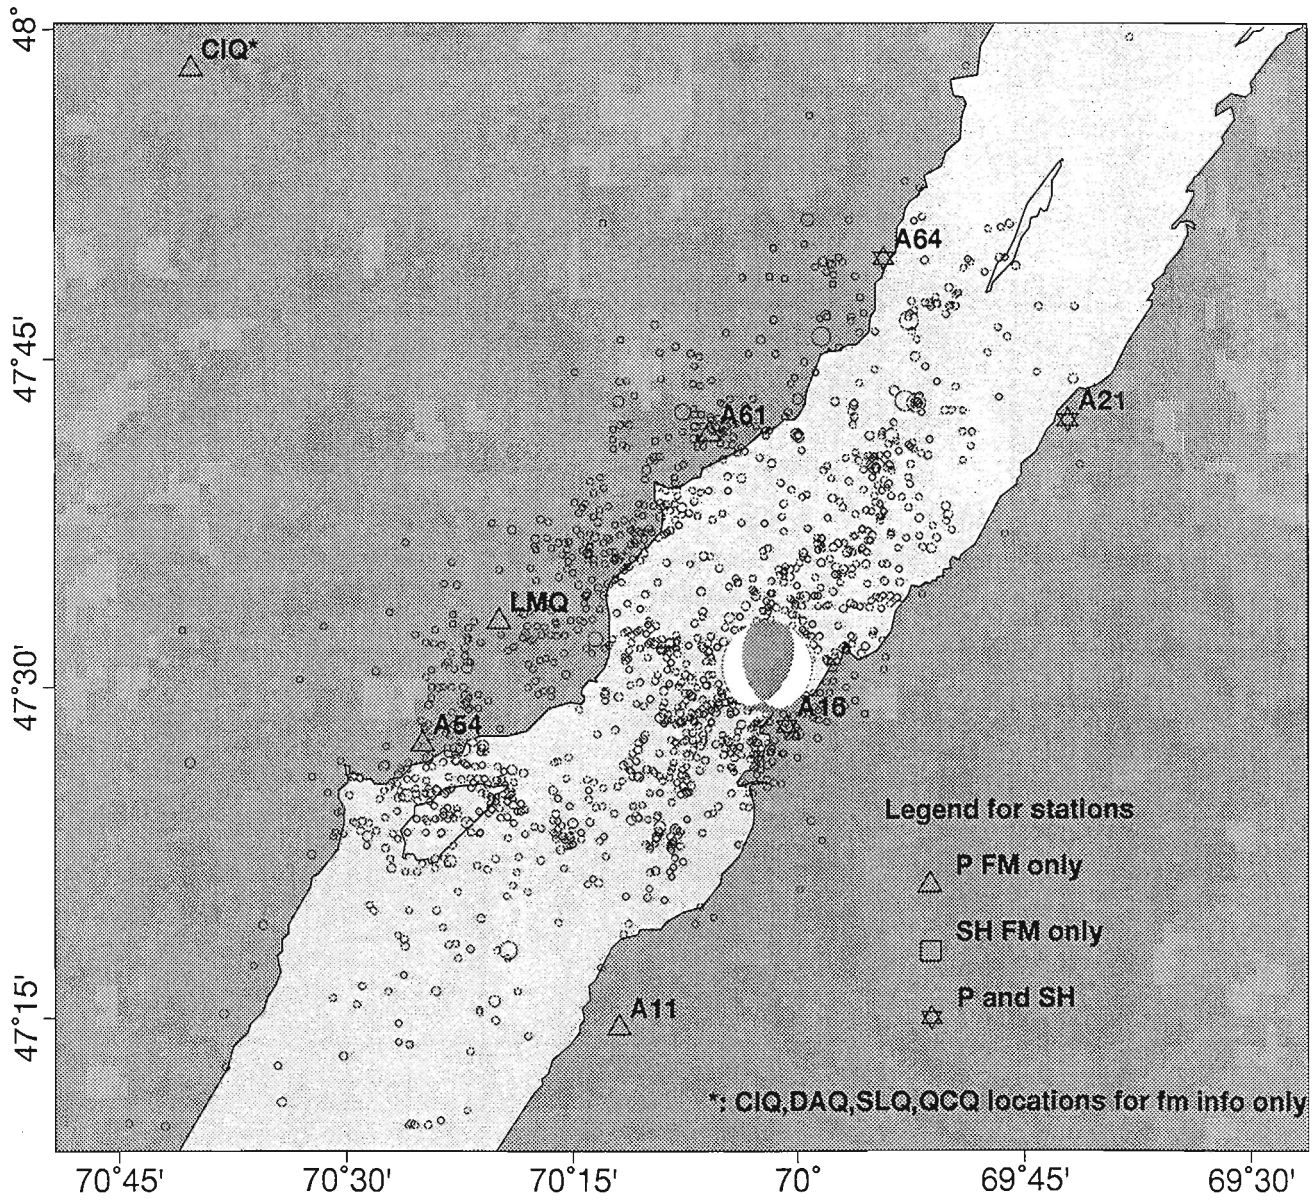 48°
CIQ*
A64
47°45'
A61
A21
LMQ
47°30'
A54
A16
Legend for stations
P FM only
SH FM only
P and SH
47°15'
A11
*: CIQ,DAQ,SLQ,QCQ locations for fm info only
70°45' 70°30' 70°15' 70° 69°45' 69°30'